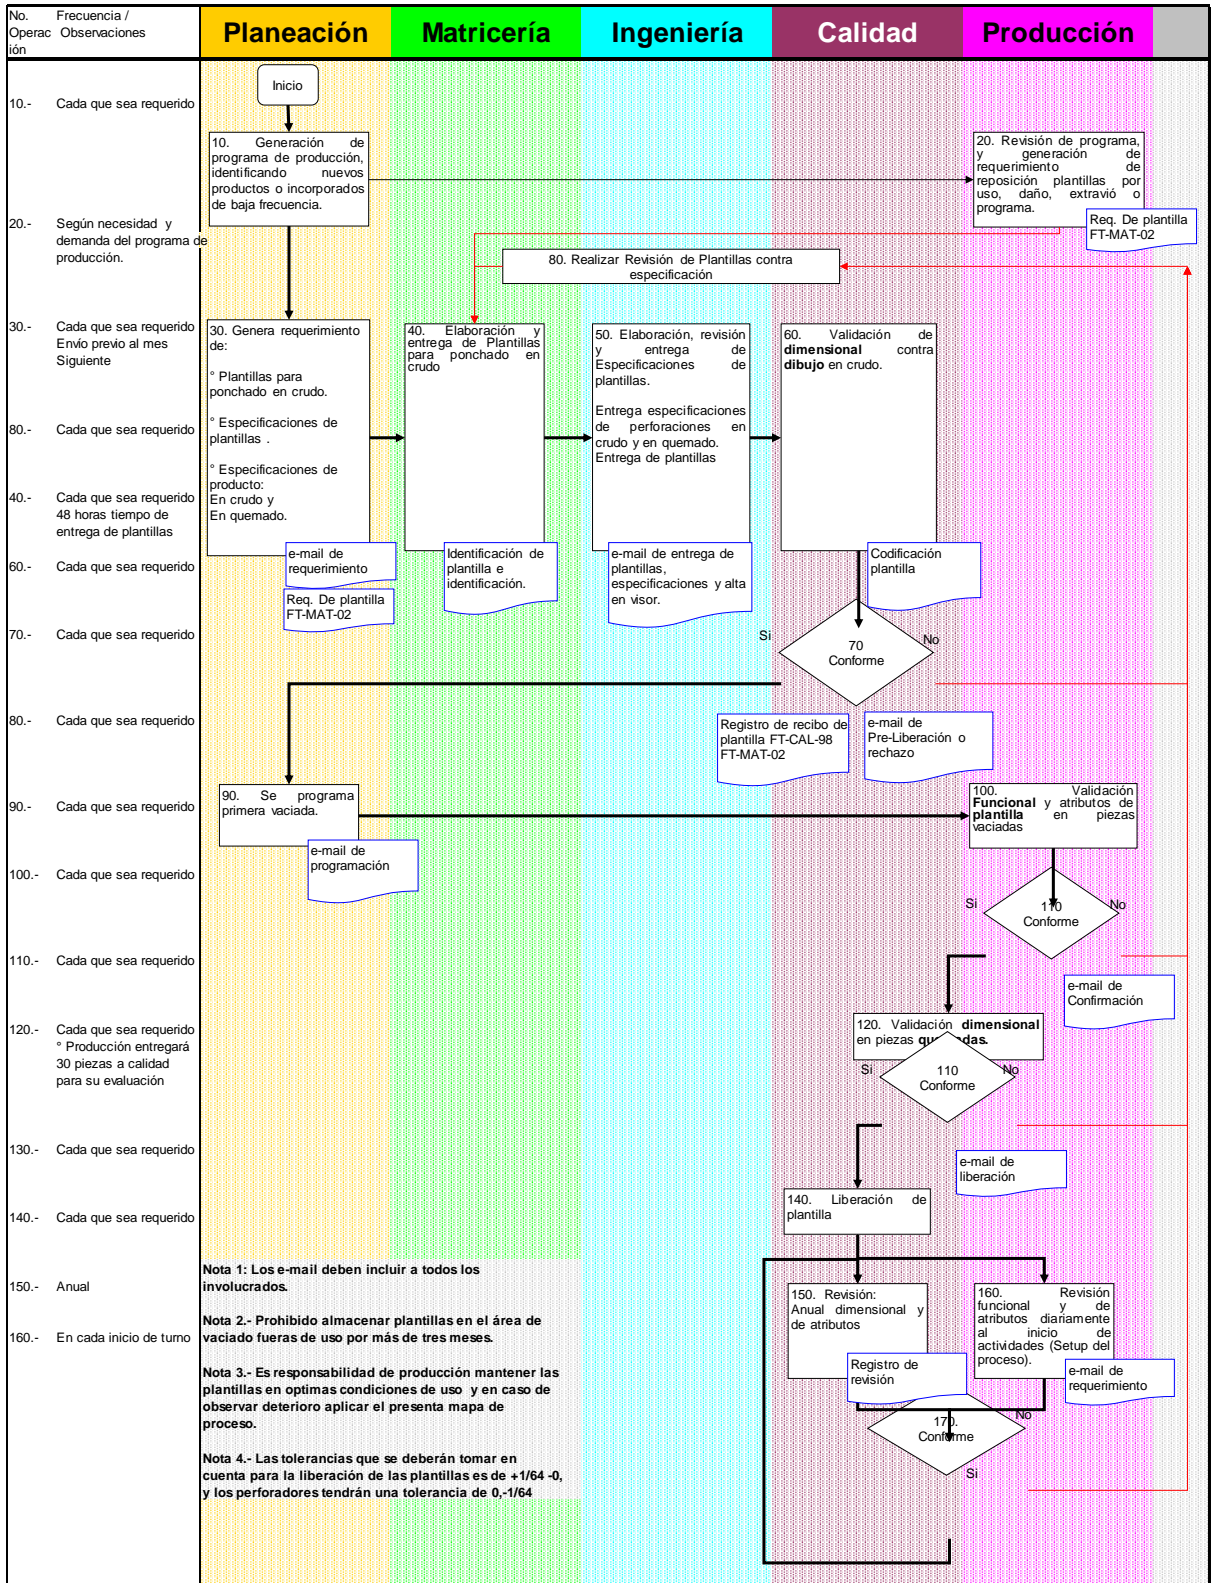 No.
Operac
ión
Frecuencia /
Observaciones
Planeación
Matricería
Ingeniería
Calidad
Producción
Inicio
10.- Cada que sea requerido
10. Generación de
programa de producción,
identificando nuevos
productos o incorporados
de baja frecuencia.
20. Revisión de programa,
y generación de
requerimiento de
reposición plantillas por
uso, daño, extravió o
programa.
Req. De plantilla
FT-MAT-02
20.- Según necesidad y
demanda del programa de
producción.
80. Realizar Revisión de Plantillas contra
especificación
30.- Cada que sea requerido
Envío previo al mes
Siguiente
30. Genera requerimiento
de:
° Plantillas para
ponchado en crudo.
° Especificaciones de
plantillas .
° Especificaciones de
producto:
En crudo y
En quemado.
40. Elaboración y
entrega de Plantillas
para ponchado en
crudo
50. Elaboración, revisión
y entrega de
Especificaciones de
plantillas.
Entrega especificaciones
de perforaciones en
crudo y en quemado.
Entrega de plantillas
60. Validación de
dimensional contra
dibujo en crudo.
80.- Cada que sea requerido
40.- Cada que sea requerido
48 horas tiempo de
entrega de plantillas
e-mail de
requerimiento
Req. De plantilla
FT-MAT-02
Identificación de
plantilla e
identificación.
e-mail de entrega de
plantillas,
especificaciones y alta
en visor.
Codificación
plantilla
60.- Cada que sea requerido
70.- Cada que sea requerido
Si
70
Conforme
No
80.- Cada que sea requerido
Registro de recibo de
plantilla FT-CAL-98
FT-MAT-02
e-mail de
Pre-Liberación o
rechazo
90.- Cada que sea requerido
90. Se programa
primera vaciada.
e-mail de
programación
100. Validación
Funcional y atributos de
plantilla en piezas
vaciadas
100.- Cada que sea requerido
Si
110
Conforme
No
110.- Cada que sea requerido
e-mail de
Confirmación
120.- Cada que sea requerido
° Producción entregará
30 piezas a calidad
para su evaluación
120. Validación dimensional
en piezas quemadas.
Si
110
Conforme
No
130.- Cada que sea requerido
e-mail de
liberación
140.- Cada que sea requerido
140. Liberación de
plantilla
150.- Anual
160.- En cada inicio de turno
Nota 1: Los e-mail deben incluir a todos los
involucrados.
Nota 2.- Prohibido almacenar plantillas en el área de
vaciado fueras de uso por más de tres meses.
Nota 3.- Es responsabilidad de producción mantener las
plantillas en optimas condiciones de uso y en caso de
observar deterioro aplicar el presenta mapa de
proceso.
Nota 4.- Las tolerancias que se deberán tomar en
cuenta para la liberación de las plantillas es de +1/64 -0,
y los perforadores tendrán una tolerancia de 0,-1/64
150. Revisión:
Anual dimensional y
de atributos
Registro de
revisión
160. Revisión
funcional y de
atributos diariamente
al inicio de
actividades (Setup del
proceso).
e-mail de
requerimiento
170.
Conforme
No
Si